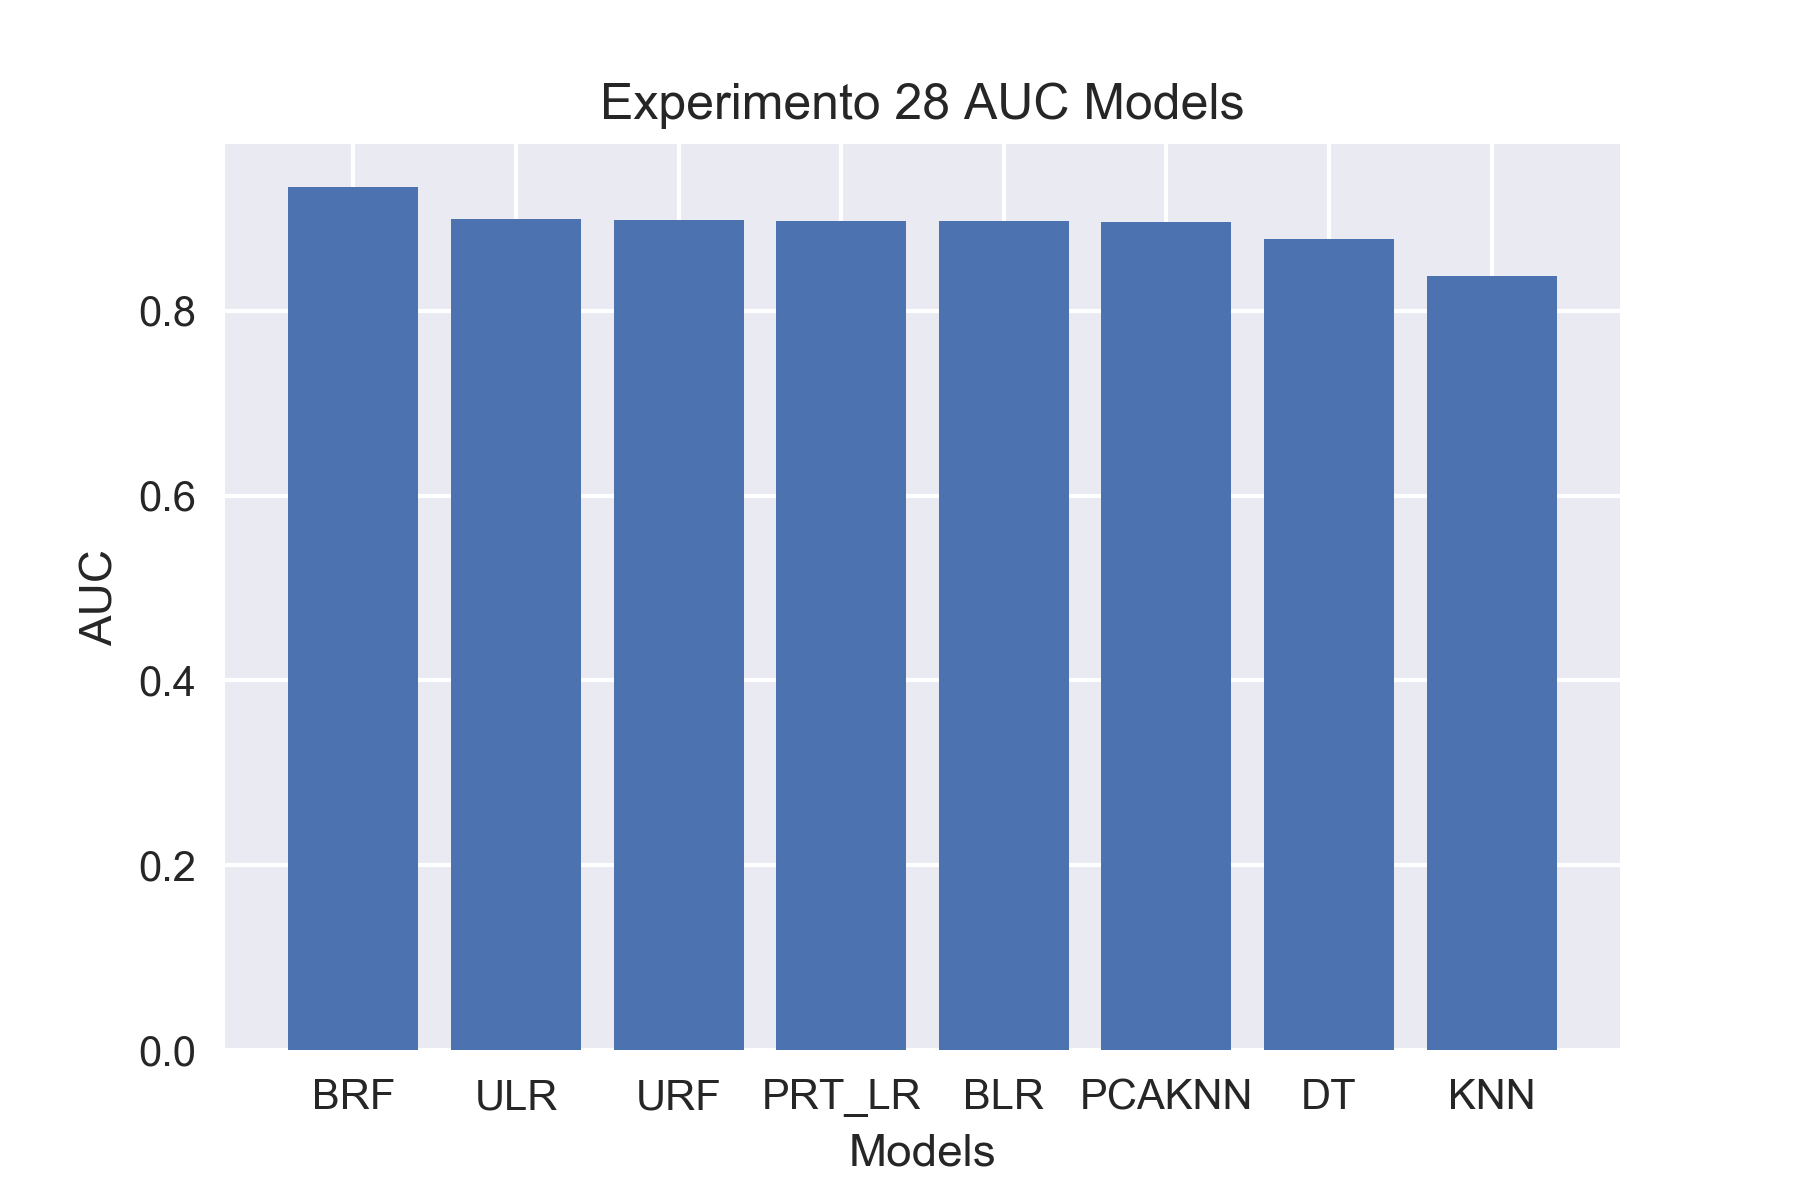 Experimento 28 AUC Models
AUC
0.8
0.6
0.4
0.2
0.0
BRF ULR URF PRT_LR BLR PCAKNN DT KNN
Models